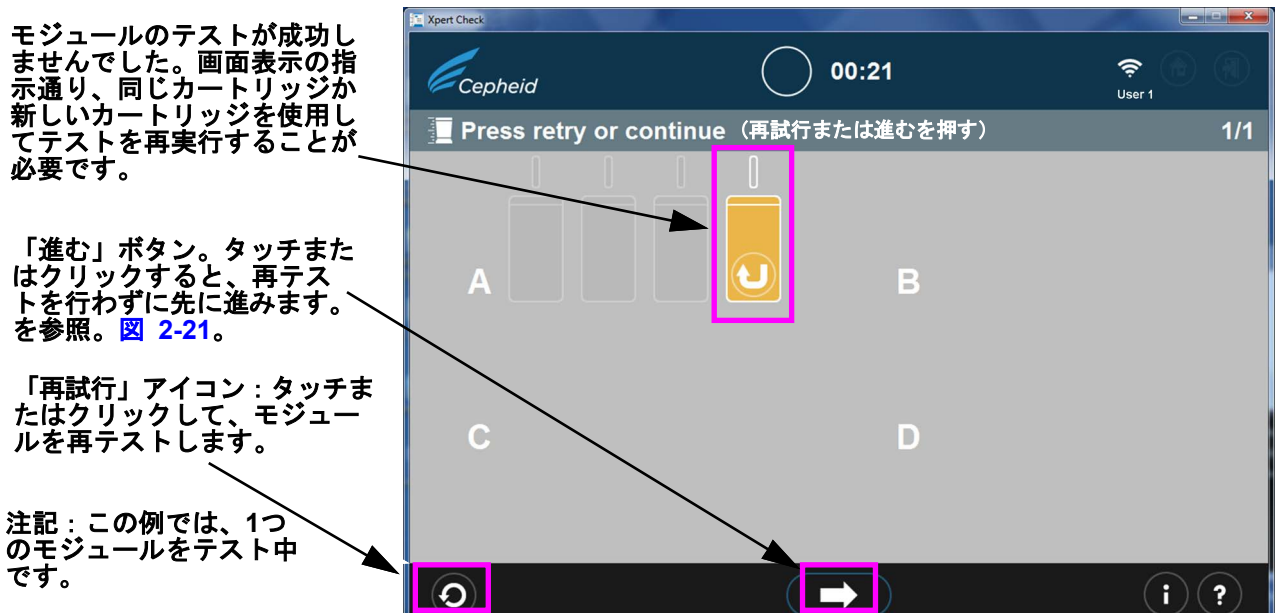 モジュールのテストが成功し
ませんでした。画面表示の指
示通り、同じカートリッジか
新しいカートリッジを使用し
てテストを再実行することが
必要です。
「進む」ボタン。タッチまた
はクリックすると、再テス
トを行わずに先に進みます。
を参照。図 2-21。
「再試行」アイコン：タッチま
たはクリックして、モジュー
ルを再テストします。
注記：この例では、1つ
のモジュールをテスト中
です。
Xpert Check
Cepheid
00:21
User 1
Press retry or continue（再試行または進むを押す）
1/1
A
B
C
D
i
?